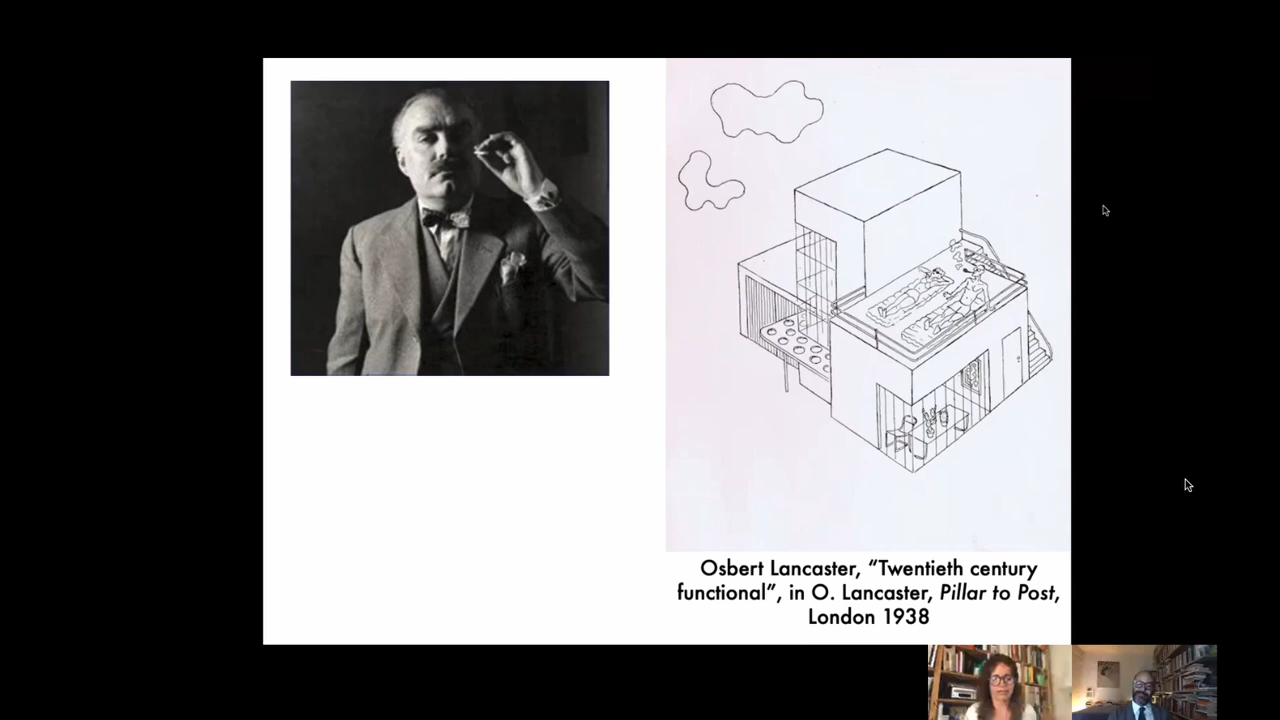 Osbert Lancaster, “Twentieth century
functional”, in O. Lancaster, Pillar to Post,
London 1938